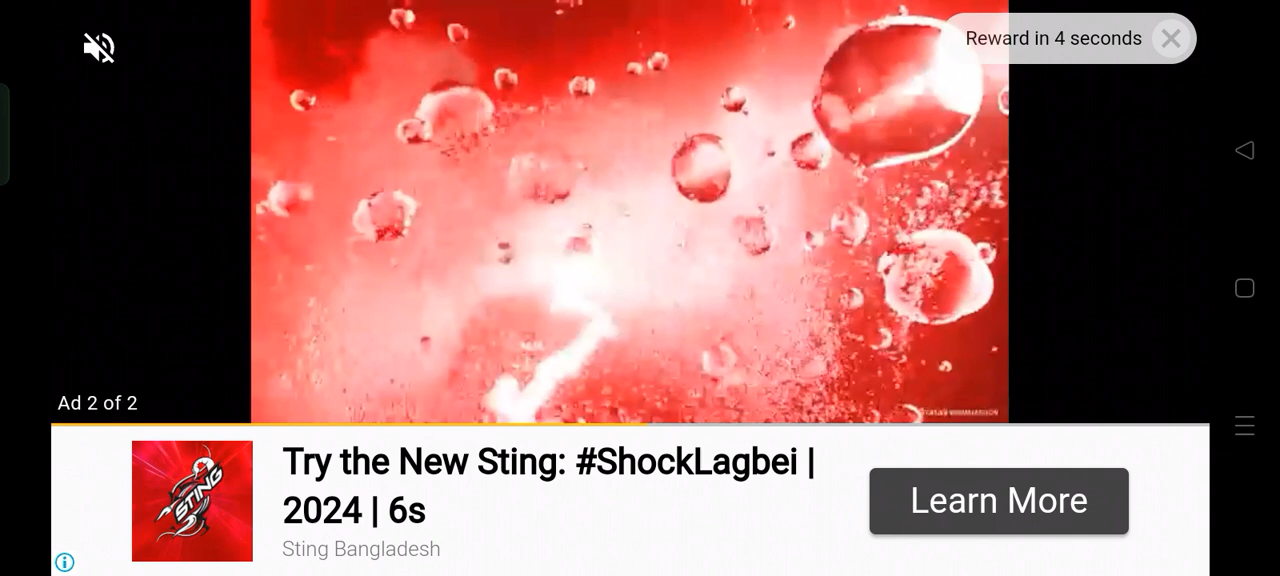 Reward in 4 seconds
Ad 2 of 2
STING
Try the New Sting: #ShockLagbei |
2024 | 6s
Learn More
Sting Bangladesh